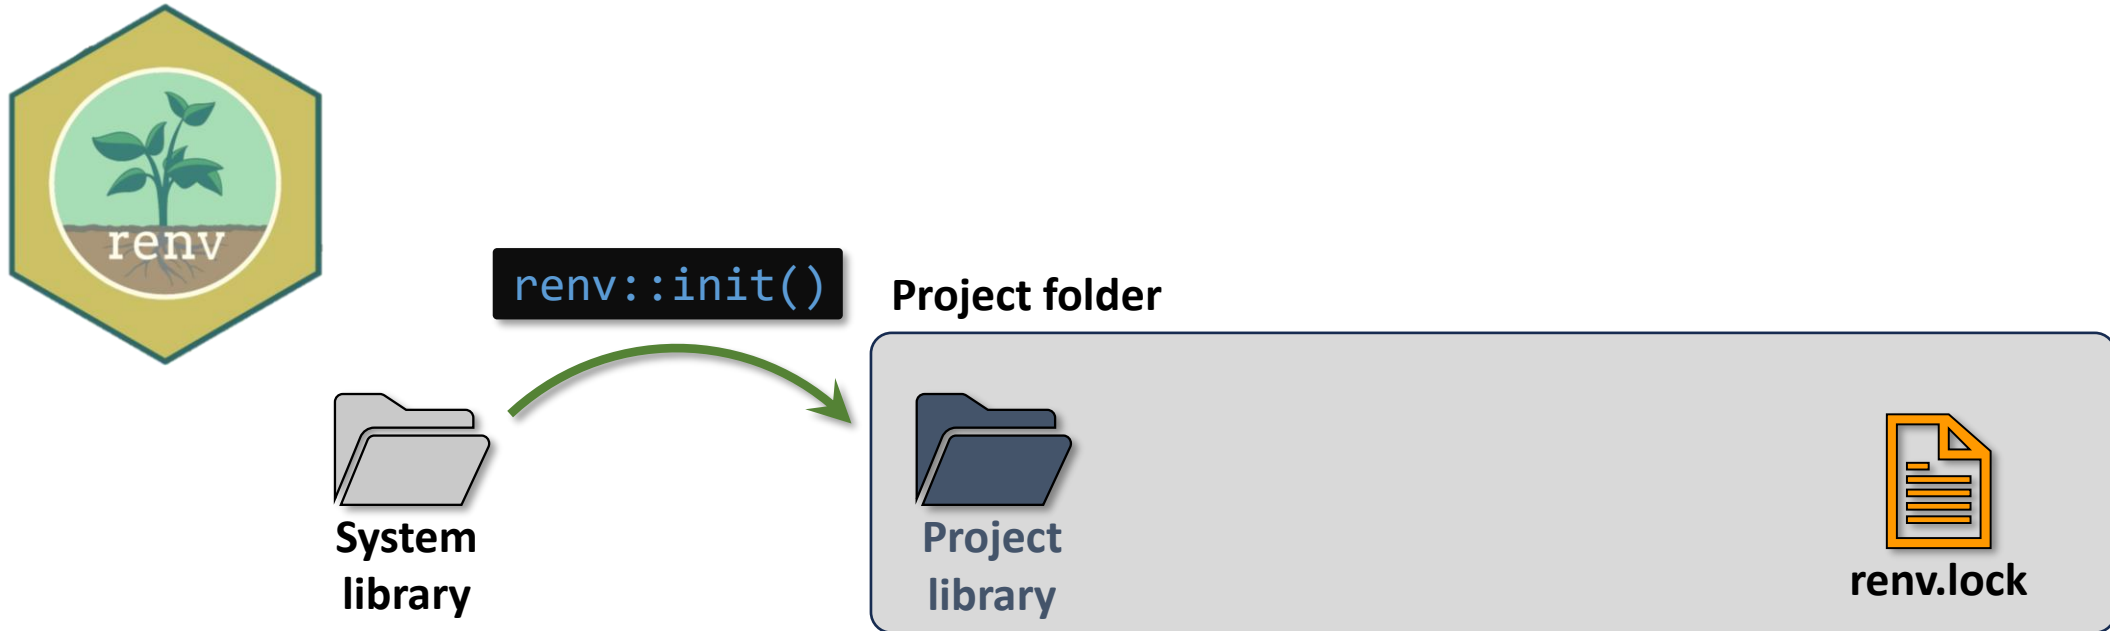 renv
renv::init()
Project folder
System
library
Project
library
renv.lock